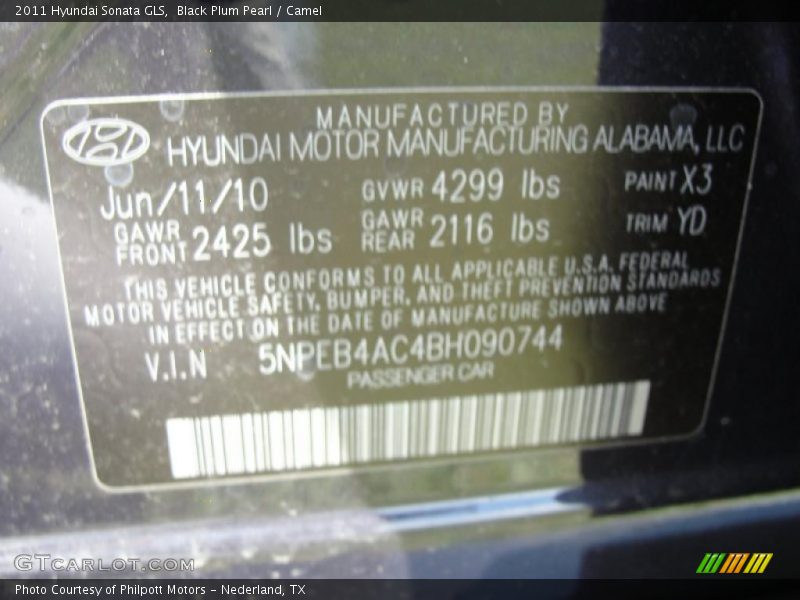 2011 Hyundai Sonata GLS, Black Plum Pearl / Camel
MANUFACTURED BY
HYUNDAI MOTOR MANUFACTURING ALABAMA, LLC
Jun/11/10 GVWR 4299 lbs PAINT X3
GAWR FRONT 2425 lbs GAWR REAR 2116 lbs TRIM YD
THIS VEHICLE CONFORMS TO ALL APPLICABLE U.S.A. FEDERAL
MOTOR VEHICLE SAFETY, BUMPER, AND THEFT PREVENTION STANDARDS
IN EFFECT ON THE DATE OF MANUFACTURE SHOWN ABOVE
V.I.N 5NPEB4AC4BH090744
PASSENGER CAR
GTCARLOT.COM
Photo Courtesy of Philpott Motors - Nederland, TX